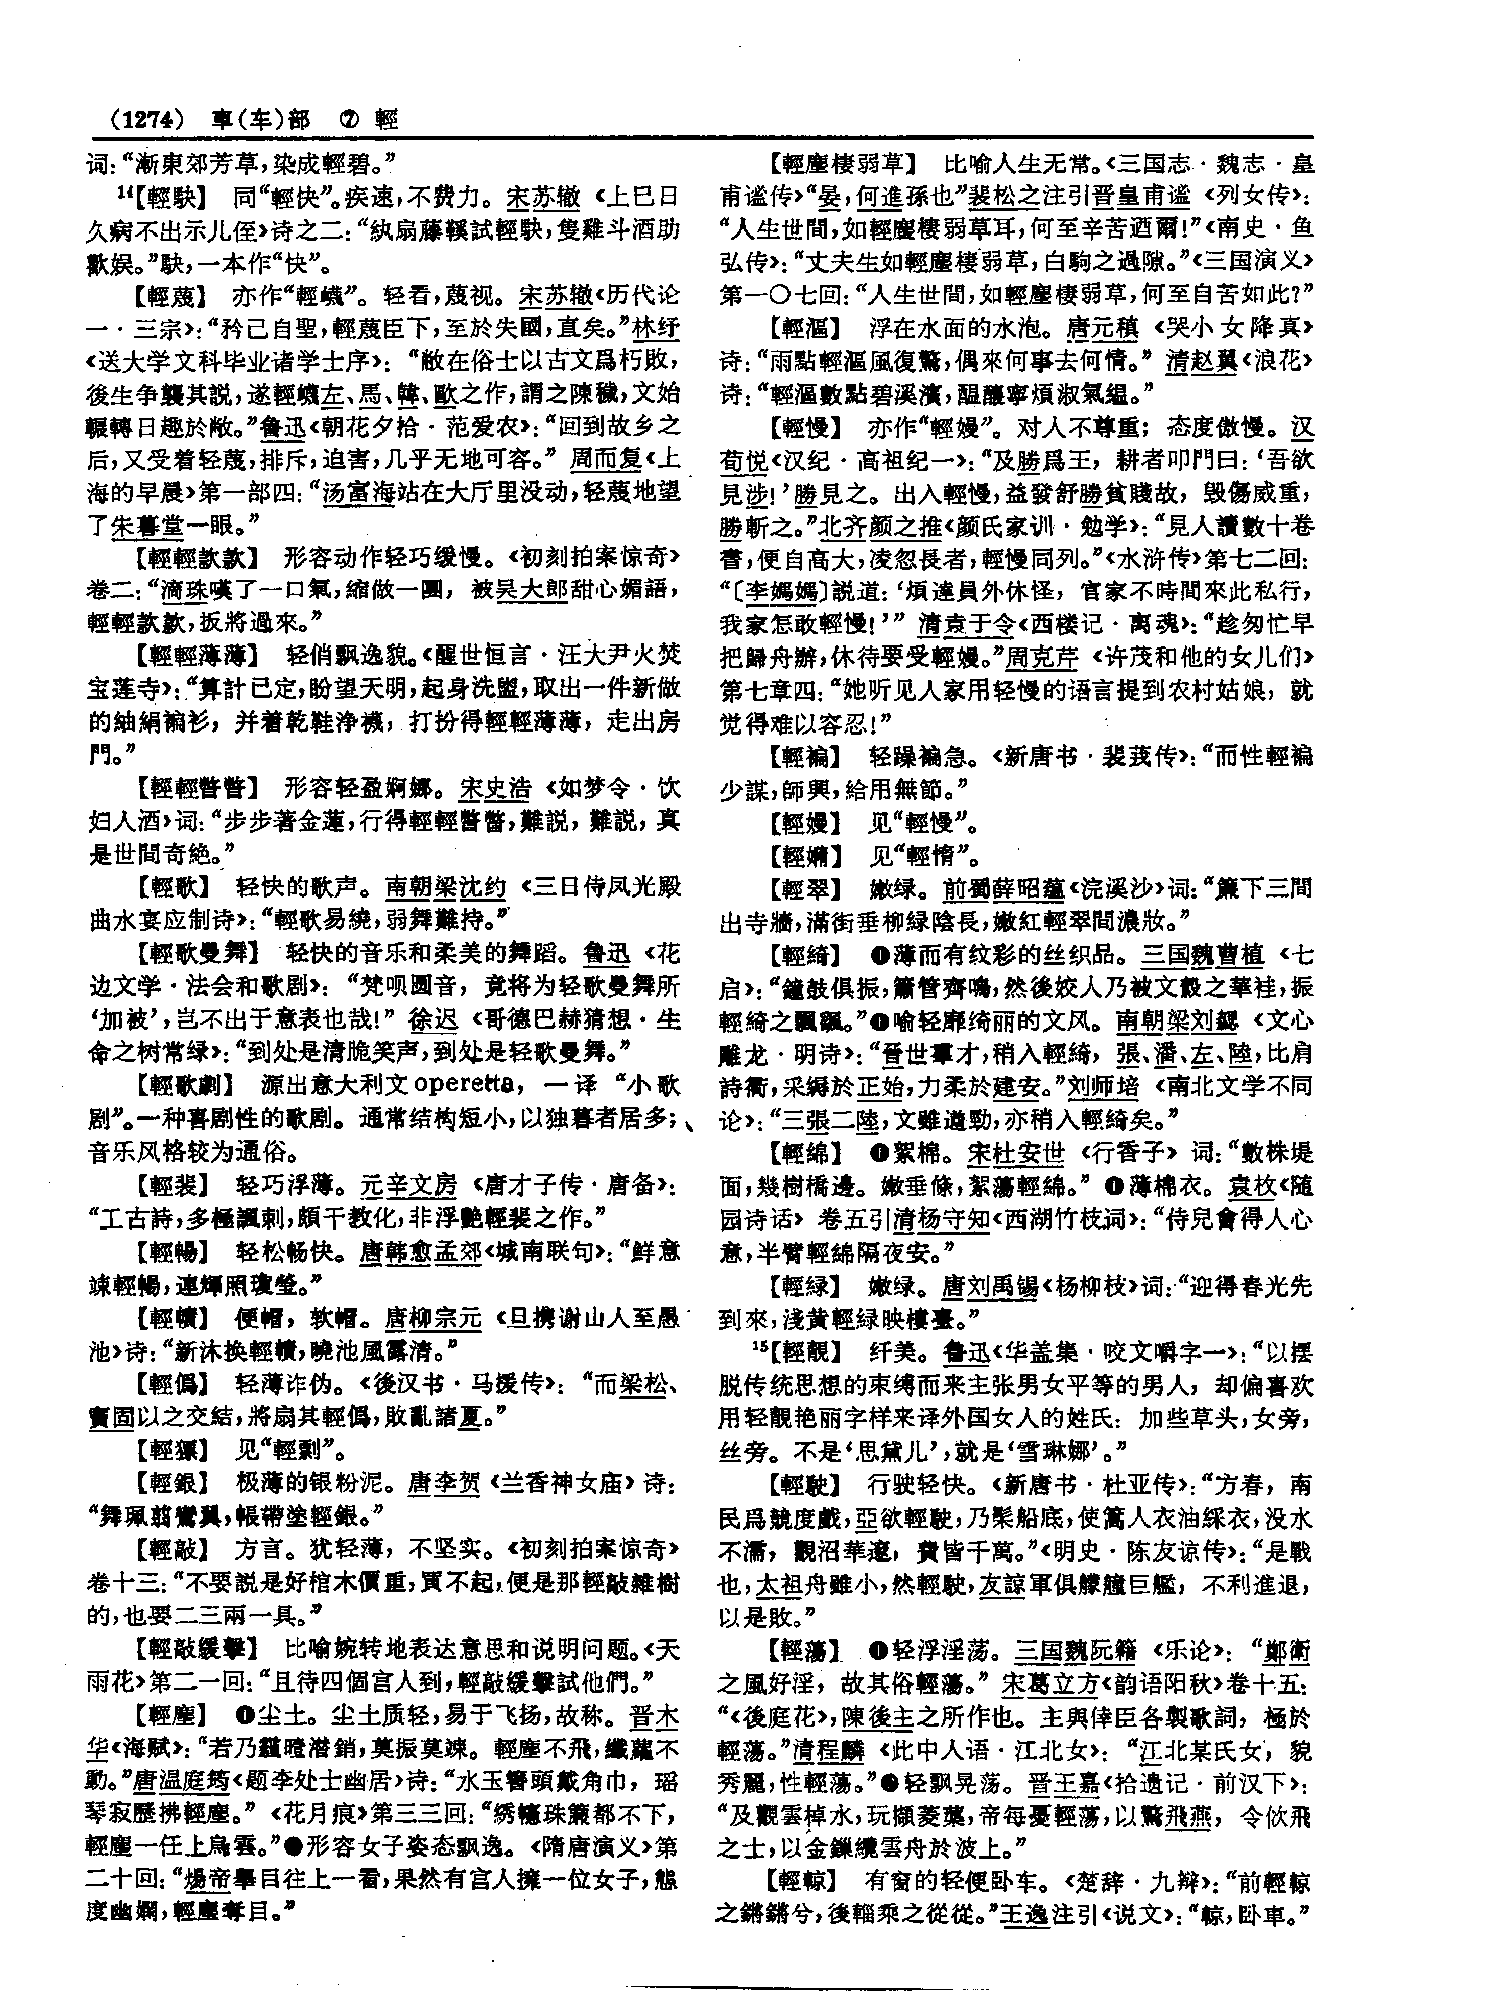 (1274) 車(车)部 ⑦ 輕
词:“漸東郊芳草,染成輕碧。”
14【輕駃】 同“輕快”。疾速,不费力。宋苏辙《上巳日
久病不出示儿侄》诗之二:“紈扇藤鞵試輕駃,隻雞斗酒助
歡娱。”駃,一本作“快”。
【輕蔑】 亦作“輕衊”。轻看,蔑视。宋苏辙《历代论
一·三宗》:“矜己自聖,輕蔑臣下,至於失國,直矣。”林纾
《送大学文科毕业诸学士序》:“敝在俗士以古文爲朽敗,
後生争襲其説,遂輕衊左、馬、韓、歐之作,謂之陳穢,文始
輾轉日趣於敝。”鲁迅《朝花夕拾·范爱农》:“回到故乡之
后,又受着轻蔑,排斥,迫害,几乎无地可容。”周而复《上
海的早晨》第一部四:“汤富海站在大厅里没动,轻蔑地望
了朱暮堂一眼。”
【輕輕款款】 形容动作轻巧缓慢。《初刻拍案惊奇》
卷二:“滴珠嘆了一口氣,縮做一團,被吴大郎甜心媚語,
輕輕款款,扳將過來。”
【輕輕薄薄】 轻俏飘逸貌。《醒世恒言·汪大尹火焚
宝莲寺》:“算計已定,盼望天明,起身洗盥,取出一件新做
的紬絹褊衫,并着乾鞋浄襪,打扮得輕輕薄薄,走出房
門。”
【輕輕瞥瞥】 形容轻盈婀娜。宋史浩《如梦令·饮
妇人酒》词:“步步著金蓮,行得輕輕瞥瞥,難説,難説,真
是世間奇絶。”
【輕歌】 轻快的歌声。南朝梁沈约《三日侍凤光殿
曲水宴应制诗》:“輕歌易繞,弱舞難持。”
【輕歌曼舞】 轻快的音乐和柔美的舞蹈。鲁迅《花
边文学·法会和歌剧》:“梵呗圆音,竟将为轻歌曼舞所
‘加被’,岂不出于意表也哉!”徐迟《哥德巴赫猜想·生
命之树常绿》:“到处是清脆笑声,到处是轻歌曼舞。”
【輕歌劇】 源出意大利文operetta,一译“小歌
剧”。一种喜剧性的歌剧。通常结构短小,以独幕者居多;
音乐风格较为通俗。
【輕裴】 轻巧浮薄。元辛文房《唐才子传·唐备》:
“工古詩,多極諷刺,頗干教化,非浮艷輕裴之作。”
【輕暢】 轻松畅快。唐韩愈孟郊《城南联句》:“鲜意
竦輕暢,連輝照瓊瑩。”
【輕幘】 便帽,软帽。唐柳宗元《旦携谢山人至愚
池》诗:“新沐换輕幘,曉池風露清。”
【輕僞】 轻薄诈伪。《後汉书·马援传》:“而梁松、
竇固以之交結,將扇其輕僞,敗亂諸夏。”
【輕獧】 见“輕剽”。
【輕銀】 极薄的银粉泥。唐李贺《兰香神女庙》诗:
“舞珮翦鸞翼,帳帶塗輕銀。”
【輕敲】 方言。犹轻薄,不坚实。《初刻拍案惊奇》
卷十三:“不要説是好棺木價重,買不起,便是那輕敲雜樹
的,也要二三兩一具。”
【輕敲緩擊】 比喻婉转地表达意思和说明问题。《天
雨花》第二一回:“且待四個宫人到,輕敲緩擊試他們。”
【輕塵】 ❶尘土。尘土质轻,易于飞扬,故称。晋木
华《海赋》:“若乃霾曀潜銷,莫振莫竦。輕塵不飛,纖蘿不
動。”唐温庭筠《题李处士幽居》诗:“水玉簪頭戴角巾,瑶
琴寂歷拂輕塵。”《花月痕》第三三回:“綉幰珠簾都不下,
輕塵一任上烏雲。”❷形容女子姿态飘逸。《隋唐演义》第
二十回:“煬帝舉目往上一看,果然有宫人擁一位女子,態
度幽嫻,輕塵奪目。”
【輕塵棲弱草】 比喻人生无常。《三国志·魏志·皇
甫谧传》“晏,何進孫也”裴松之注引晋皇甫谧《列女传》:
“人生世間,如輕塵棲弱草耳,何至辛苦迺爾!”《南史·鱼
弘传》:“丈夫生如輕塵棲弱草,白駒之過隙。”《三国演义》
第一〇七回:“人生世間,如輕塵棲弱草,何至自苦如此?”
【輕漚】 浮在水面的水泡。唐元稹《哭小女降真》
诗:“雨點輕漚風復驚,偶來何事去何情。”清赵翼《浪花》
诗:“輕漚數點碧溪濱,醖釀寧煩淑氣緼。”
【輕慢】 亦作“輕嫚”。对人不尊重;态度傲慢。汉
荀悦《汉纪·高祖纪一》:“及勝爲王,耕者叩門曰:‘吾欲
見涉!’勝見之。出入輕慢,益發舒勝貧賤故,毁傷威重,
勝斬之。”北齐颜之推《颜氏家训·勉学》:“見人讀數十卷
書,便自高大,凌忽長者,輕慢同列。”《水浒传》第七二回:
“〔李媽媽〕説道:‘煩達員外休怪,官家不時間來此私行,
我家怎敢輕慢!’”清袁于令《西楼记·离魂》:“趁匆忙早
把歸舟辦,休待要受輕嫚。”周克芹《许茂和他的女儿们》
第七章四:“她听见人家用轻慢的语言提到农村姑娘,就
觉得难以容忍!”
【輕褊】 轻躁褊急。《新唐书·裴茙传》:“而性輕褊
少謀,師興,給用無節。”
【輕嫚】 见“輕慢”。
【輕媠】 见“輕惰”。
【輕翠】 嫩绿。前蜀薛昭蕴《浣溪沙》词:“簾下三間
出寺牆,滿街垂柳緑陰長,嫩紅輕翠間濃妝。”
【輕綺】 ❶薄而有纹彩的丝织品。三国魏曹植《七
启》:“鐘鼓俱振,簫管齊鳴,然後姣人乃被文縠之華袿,振
輕綺之飄飖。”❷喻轻靡绮丽的文风。南朝梁刘勰《文心
雕龙·明诗》:“晉世羣才,稍入輕綺,張、潘、左、陸,比肩
詩衢,采縟於正始,力柔於建安。”刘师培《南北文学不同
论》:“三張二陸,文雖遒勁,亦稍入輕綺矣。”
【輕綿】 ❶絮棉。宋杜安世《行香子》词:“數株堤
面,幾樹橋邊。嫩垂條,絮蕩輕綿。”❷薄棉衣。袁枚《随
园诗话》卷五引清杨守知《西湖竹枝词》:“侍兒會得人心
意,半臂輕綿隔夜安。”
【輕緑】 嫩绿。唐刘禹锡《杨柳枝》词:“迎得春光先
到來,淺黄輕緑映樓臺。”
15【輕靚】 纤美。鲁迅《华盖集·咬文嚼字一》:“以摆
脱传统思想的束缚而来主张男女平等的男人,却偏喜欢
用轻靓艳丽字样来译外国女人的姓氏:加些草头,女旁,
丝旁。不是‘思黛儿’,就是‘雪琳娜’。”
【輕駛】 行驶轻快。《新唐书·杜亚传》:“方春,南
民爲競度戲,亞欲輕駛,乃髹船底,使篙人衣油綵衣,没水
不濡,觀沼華邃,費皆千萬。”《明史·陈友谅传》:“是戰
也,太祖舟雖小,然輕駛,友諒軍俱艨艟巨艦,不利進退,
以是敗。”
【輕蕩】 ❶轻浮淫荡。三国魏阮籍《乐论》:“鄭衛
之風好淫,故其俗輕蕩。”宋葛立方《韵语阳秋》卷十五:
“《後庭花》,陳後主之所作也。主與倖臣各製歌詞,極於
輕蕩。”清程麟《此中人语·江北女》:“江北某氏女,貌
秀麗,性輕蕩。”❷轻飘晃荡。晋王嘉《拾遗记·前汉下》:
“及觀雲棹水,玩擷菱蕖,帝每憂輕蕩,以驚飛燕,令佽飛
之士,以金鏁纜雲舟於波上。”
【輕輬】 有窗的轻便卧车。《楚辞·九辩》:“前輕輬
之鏘鏘兮,後輜乘之從從。”王逸注引《说文》:“輬,卧車。”